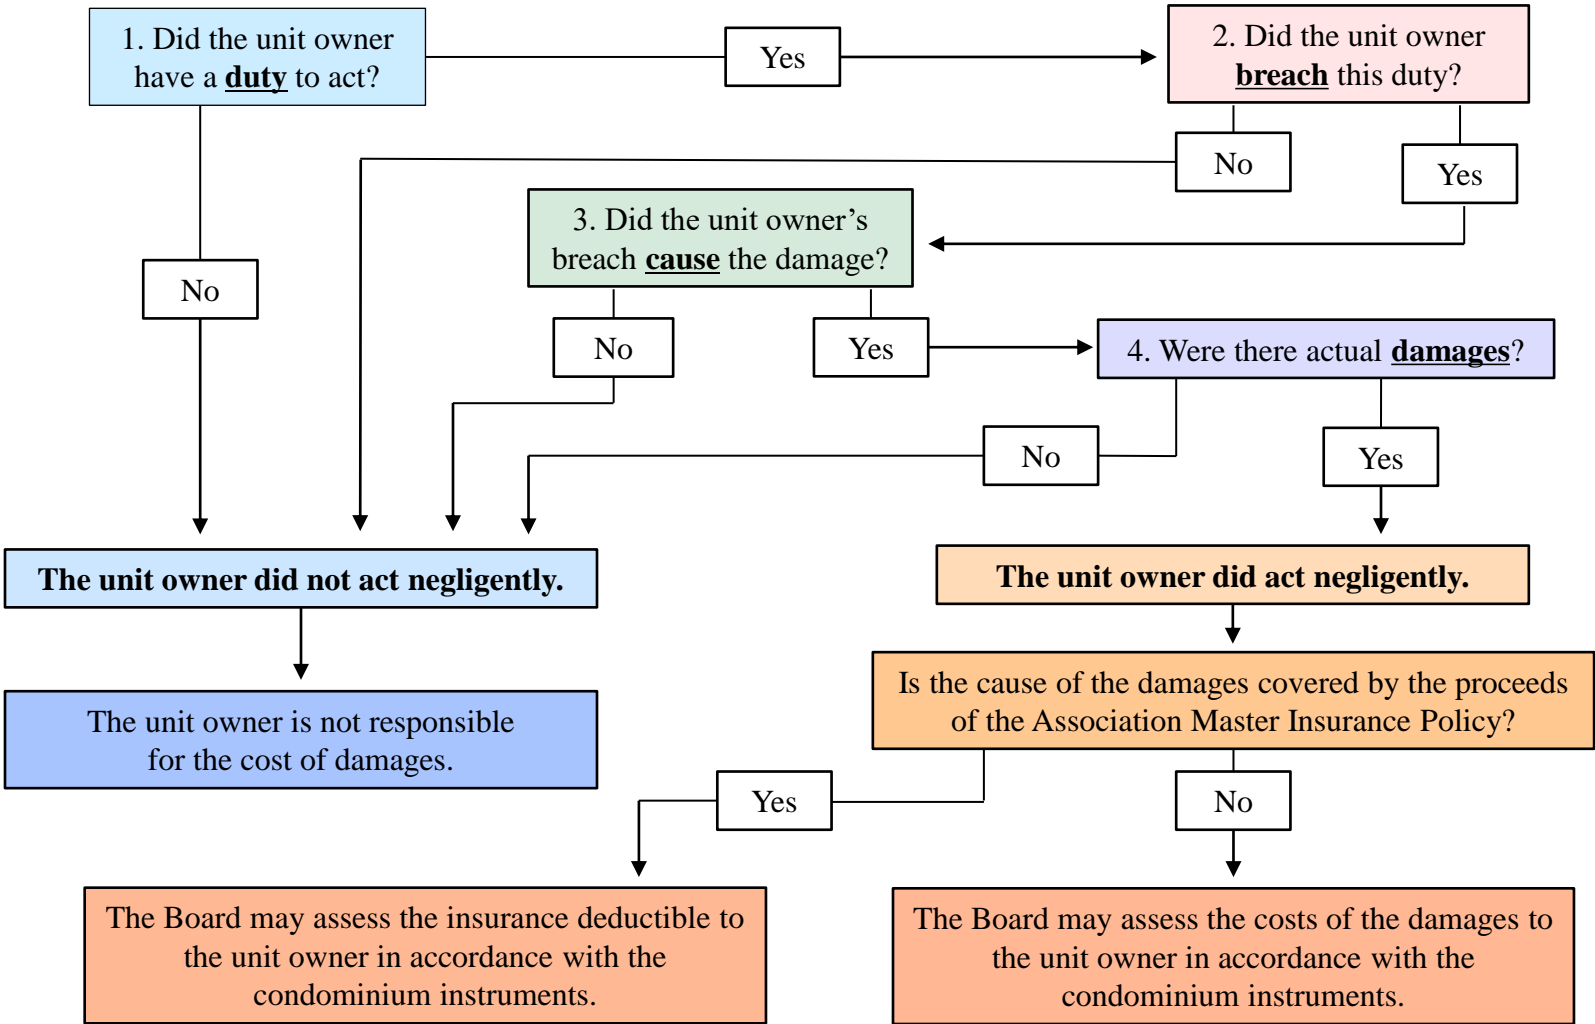 1. Did the unit owner
have a duty to act?
Yes
2. Did the unit owner
breach this duty?
No
Yes
3. Did the unit owner’s
breach cause the damage?
No
No
Yes
4. Were there actual damages?
No
Yes
The unit owner did not act negligently.
The unit owner did act negligently.
The unit owner is not responsible
for the cost of damages.
Is the cause of the damages covered by the proceeds
of the Association Master Insurance Policy?
Yes
No
The Board may assess the insurance deductible to
the unit owner in accordance with the
condominium instruments.
The Board may assess the costs of the damages to
the unit owner in accordance with the
condominium instruments.